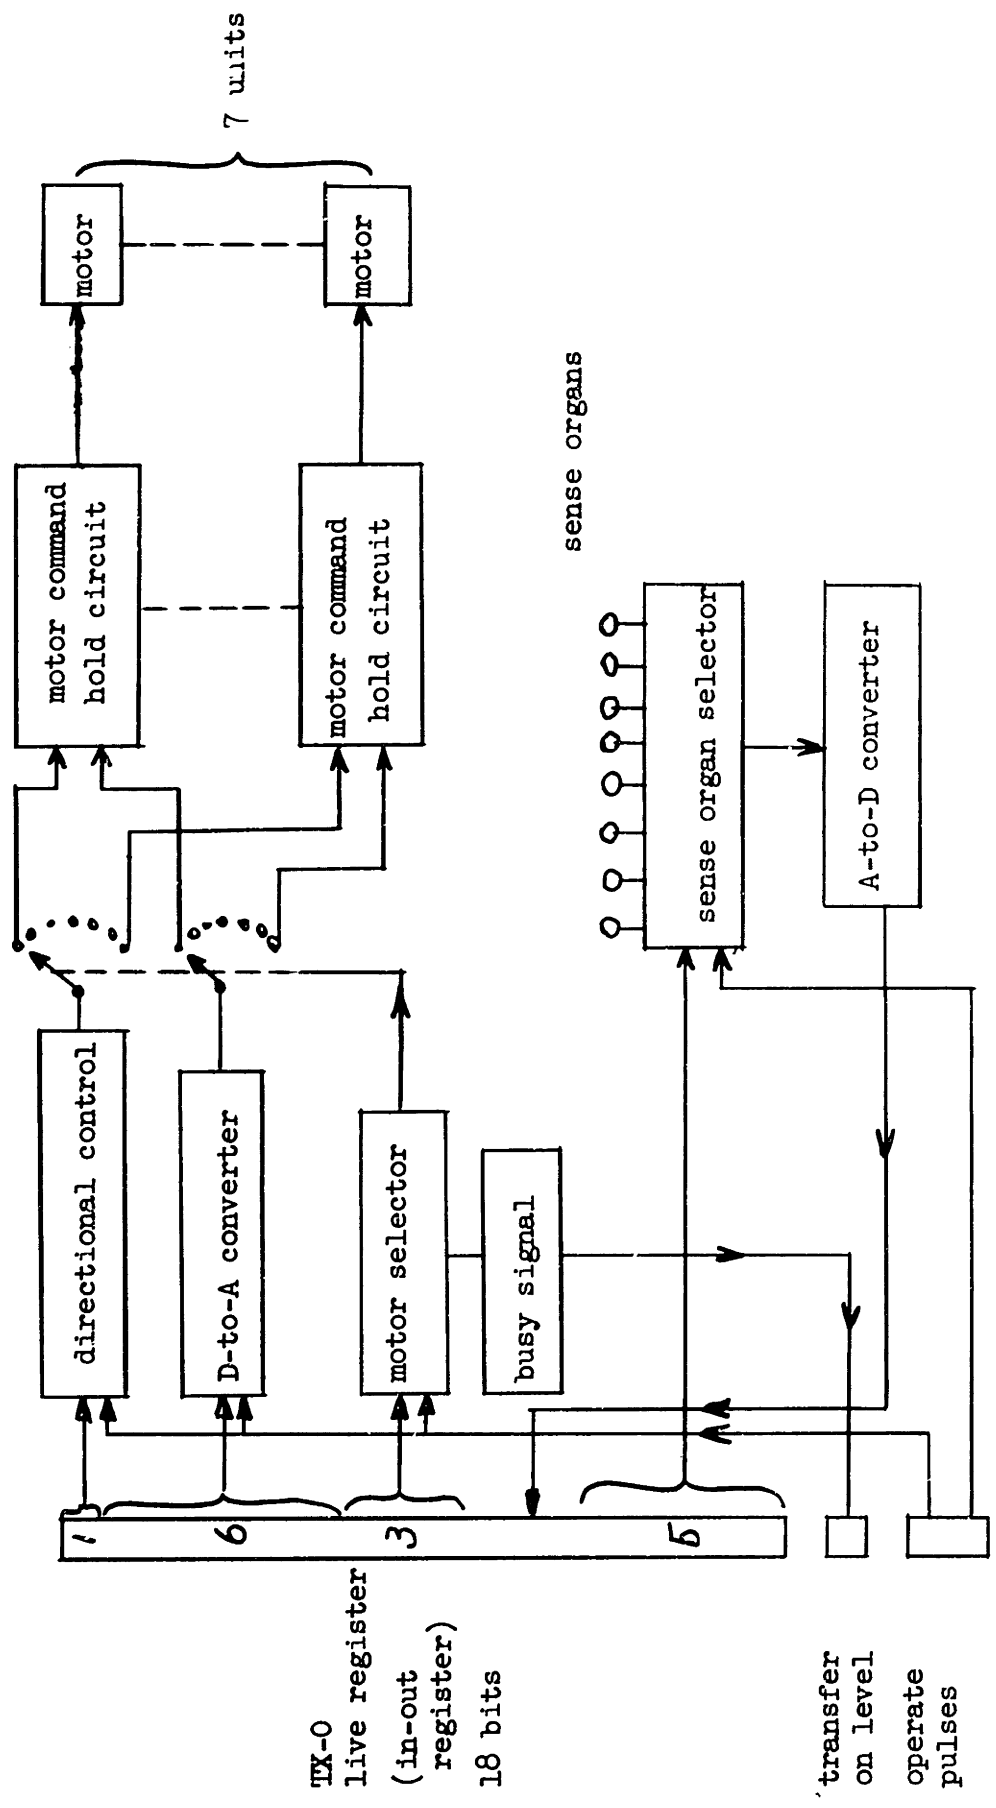 TX-O
live register
(in-out
register)
18 bits
transfer
on level
operate
pulses
1
6
3
5
directional control
D-to-A converter
motor selector
busy signal
motor command
hold circuit
motor command
hold circuit
motor
motor
7 units
sense organs
sense organ selector
A-to-D converter